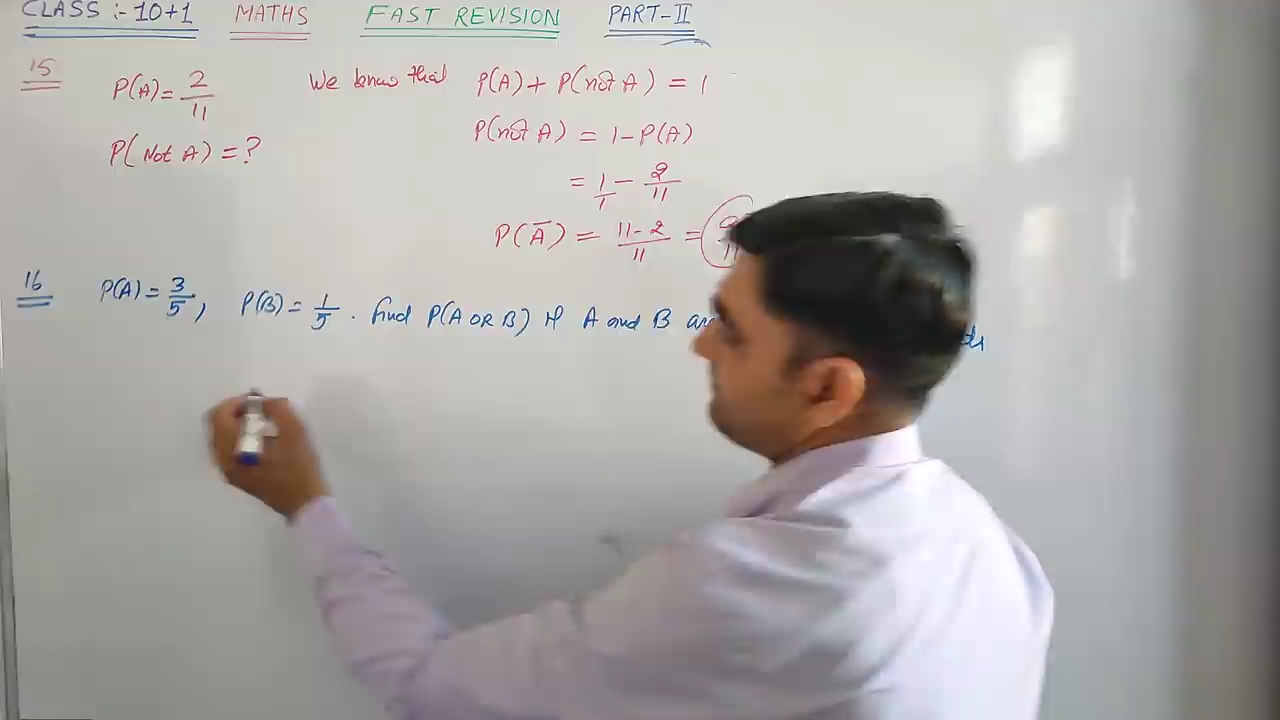 CLASS :- 10+1 MATHS FAST REVISION PART-II
15 P(A) = 2/11 We know that P(A) + P(not A) = 1
P(Not A) = ?
P(not A) = 1 - P(A)
= 1/1 - 2/11
P(Ā) = 11-2/11 =
16 P(A) = 3/5, P(B) = 1/5 . find P(A OR B) if A and B